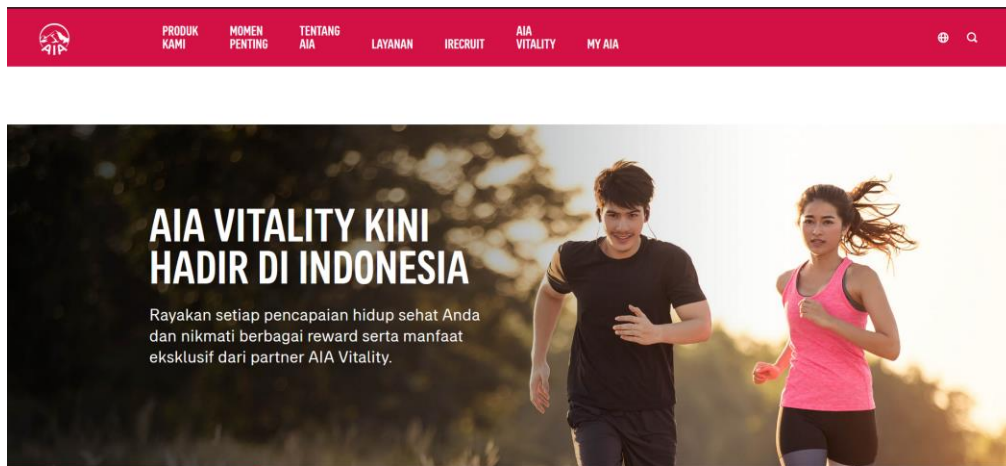 AIA
PRODUK
KAMI
MOMEN
PENTING
TENTANG
AIA
LAYANAN
IRECRUIT
AIA
VITALITY
MY AIA
AIA VITALITY KINI
HADIR DI INDONESIA
Rayakan setiap pencapaian hidup sehat Anda
dan nikmati berbagai reward serta manfaat
eksklusif dari partner AIA Vitality.